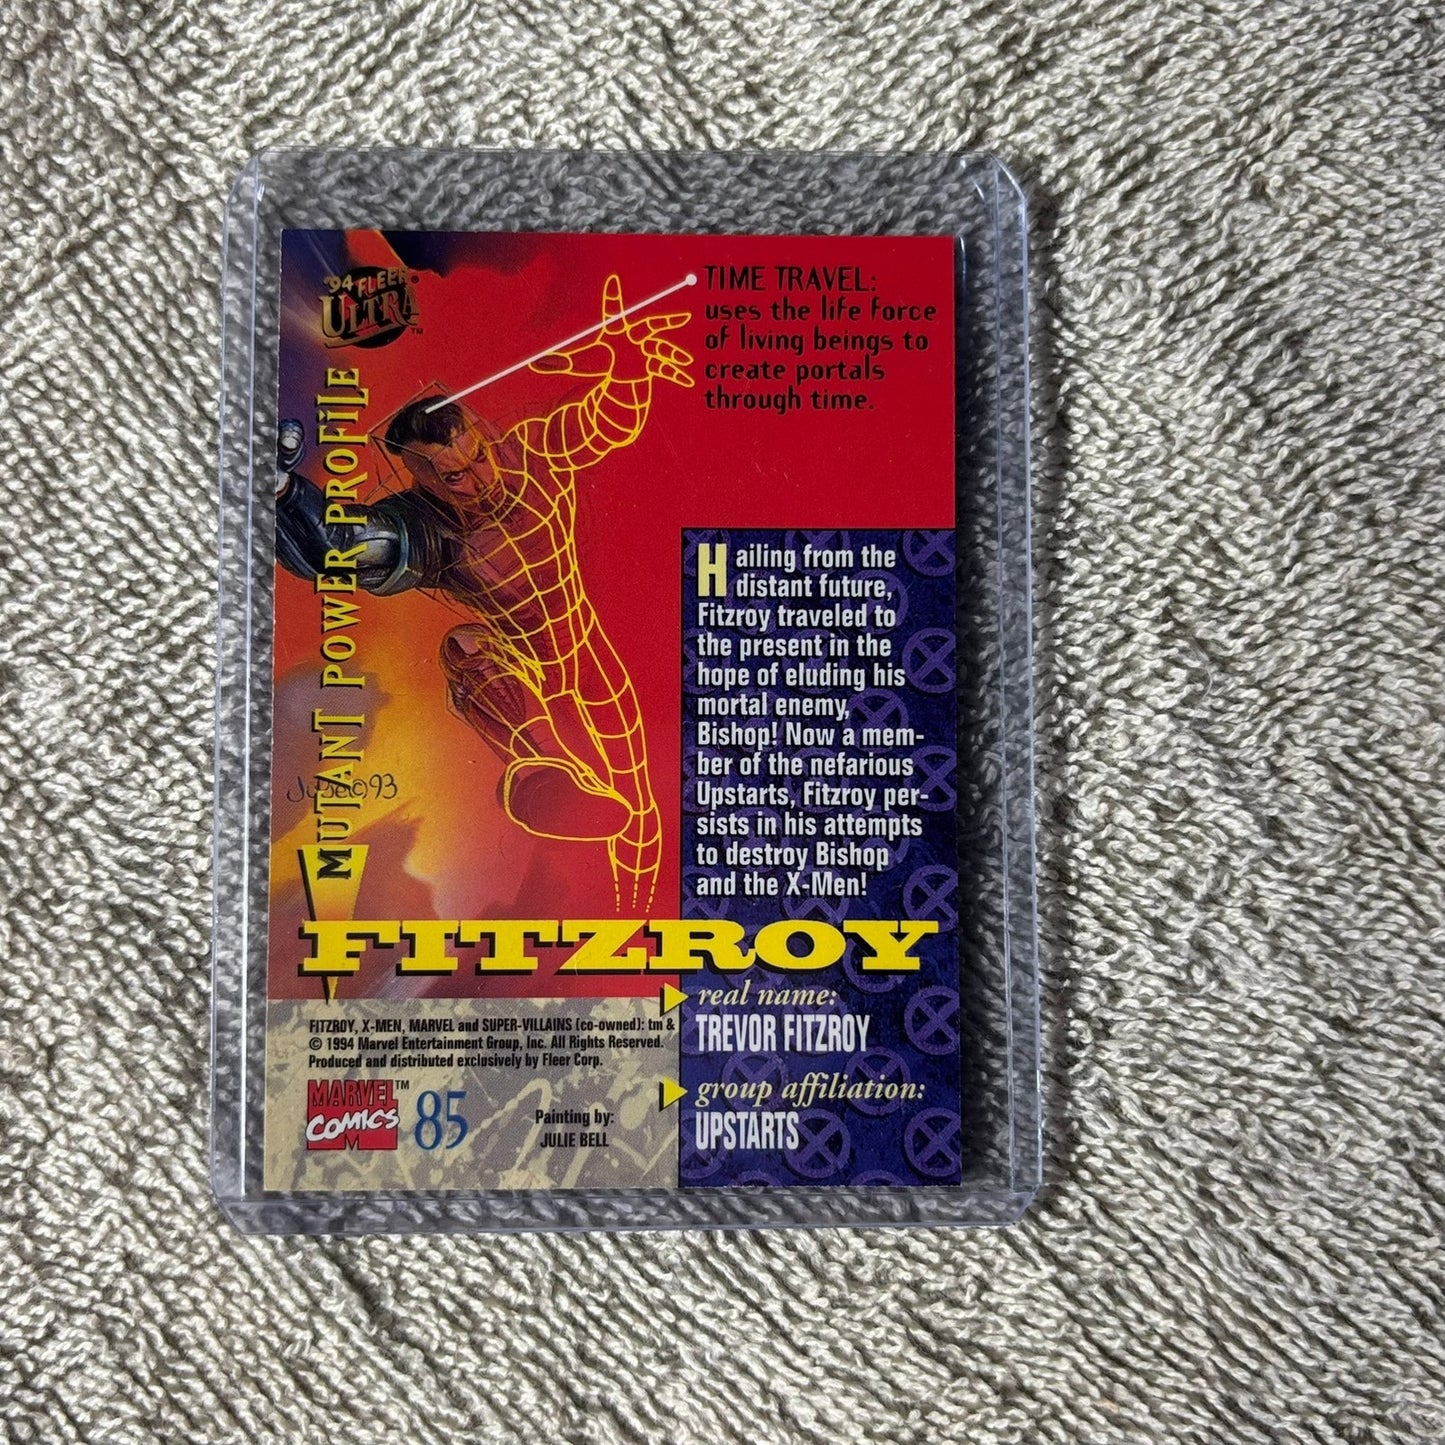 '94 FLEER
ULTRA™
MUTANT POWER PROFILE
TIME TRAVEL:
uses the life force
of living beings to
create portals
through time.
Hailing from the
distant future,
Fitzroy traveled to
the present in the
hope of eluding his
mortal enemy,
Bishop! Now a mem-
ber of the nefarious
Upstarts, Fitzroy per-
sists in his attempts
to destroy Bishop
and the X-Men!
FITZROY
real name:
TREVOR FITZROY
group affiliation:
UPSTARTS
FITZROY, X-MEN, MARVEL and SUPER-VILLAINS (co-owned): tm &
© 1994 Marvel Entertainment Group, Inc. All Rights Reserved.
Produced and distributed exclusively by Fleer Corp.
MARVEL™
COMICS
M
85
Painting by:
JULIE BELL